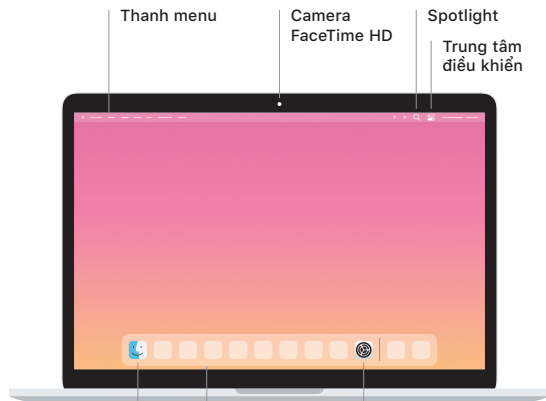 Thanh menu
Camera
FaceTime HD
Spotlight
Trung tâm
điều khiển